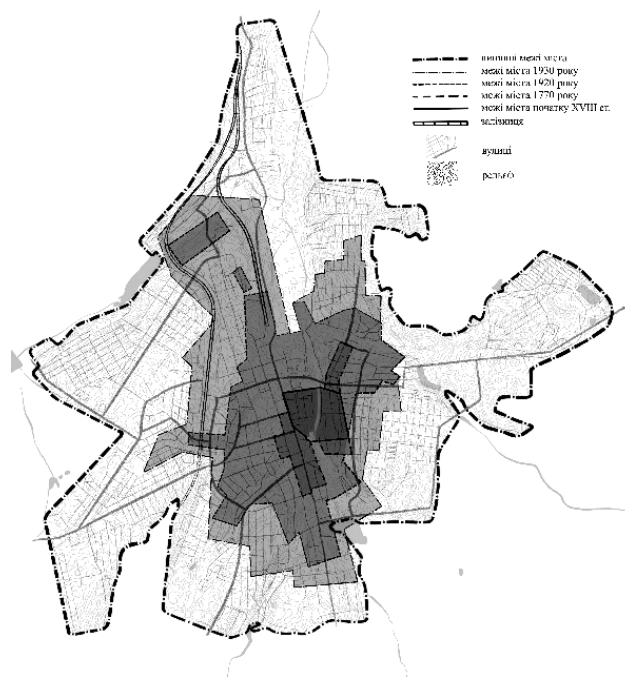 межі міста
межі міста 1930 року
межі міста 1920 року
межі міста 1770 року
межі міста початку XVIII ст.
залізниця
вулиці
рельєф